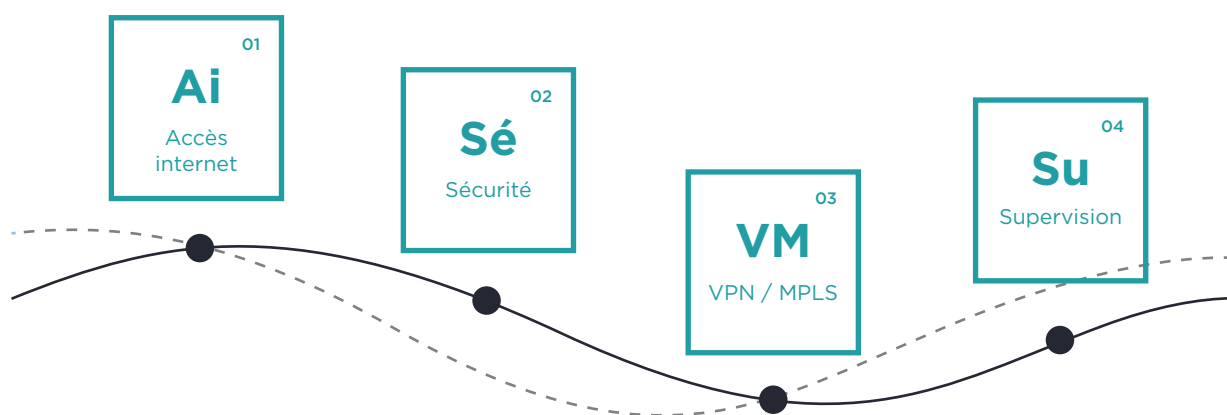 01
Ai
Accès
internet
02
Sé
Sécurité
03
VM
VPN / MPLS
04
Su
Supervision